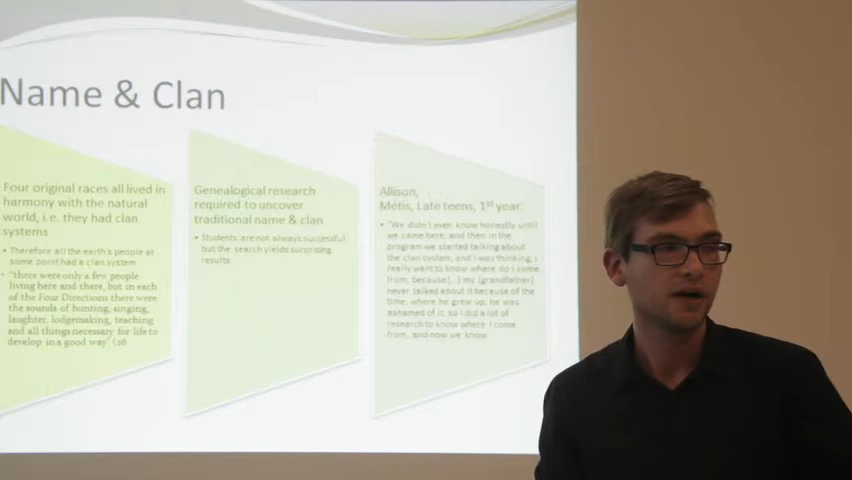 Name & Clan
Four original races all lived in
harmony with the natural
world, i.e. they had clan
systems
• Therefore all the earth's people at
some point had a clan system
• "There were only a few people
living here and there, but in each
of the Four Directions there were
the sounds of hunting, singing,
laughter, lodgemaking, teaching
and all things necessary for life to
develop in a good way" (16
Genealogical research
required to uncover
traditional name & clan
• Students are not always successful
but the search yields surprising
results.
Allison,
Métis, Late teens, 1st year:
• "We didn't even know honestly until
we came here, and then in the
program we started talking about
the clan system, and I was thinking, I
really want to know where do I come
from, because[...] my [grandfather]
never talked about it because of the
time, where he grew up, he was
ashamed of it, so I did a lot of
research to know where I come
from, and now we know